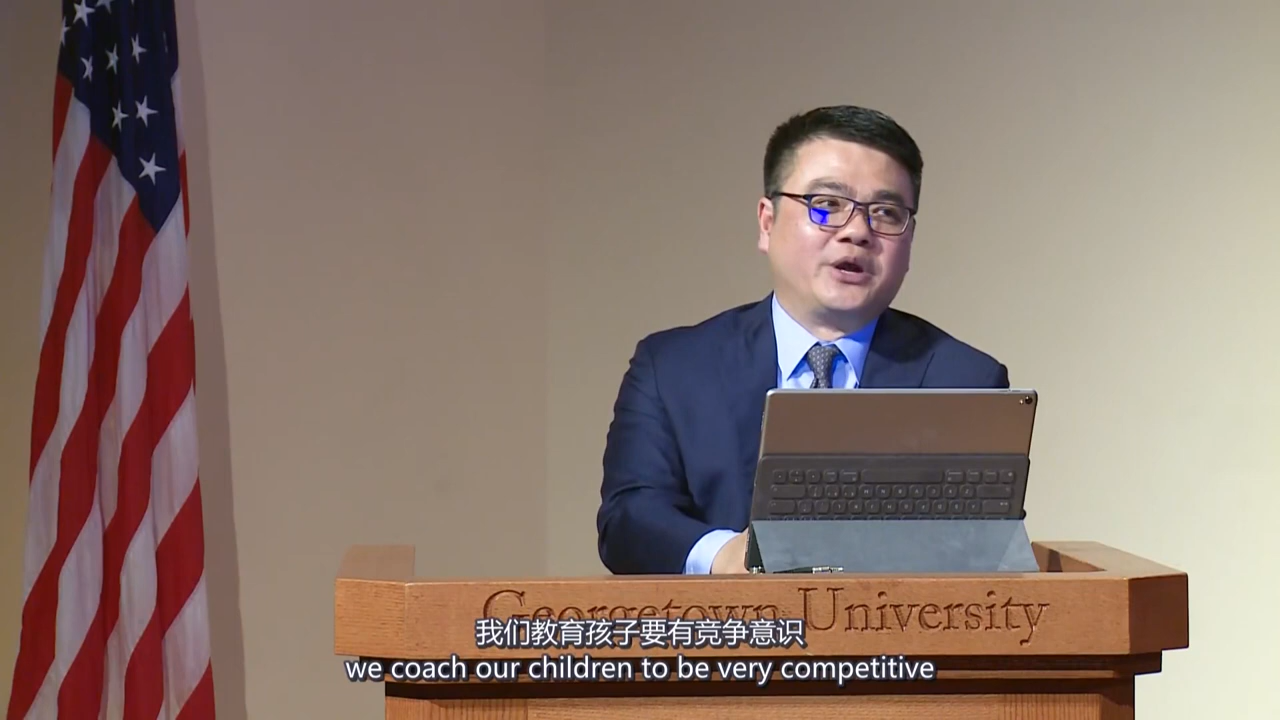 Georgetown University
我们教育孩子要有竞争意识
we coach our children to be very competitive